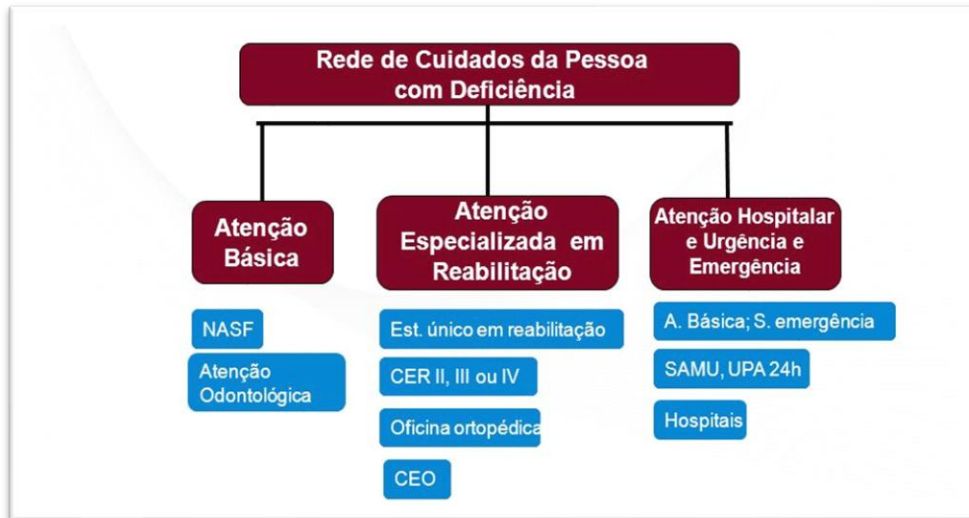 Rede de Cuidados da Pessoa
com Deficiência
Atenção
Básica
NASF
Atenção
Odontológica
Atenção
Especializada em
Reabilitação
Est. único em reabilitação
CER II, III ou IV
Oficina ortopédica
CEO
Atenção Hospitalar
e Urgência e
Emergência
A. Básica; S. emergência
SAMU, UPA 24h
Hospitais